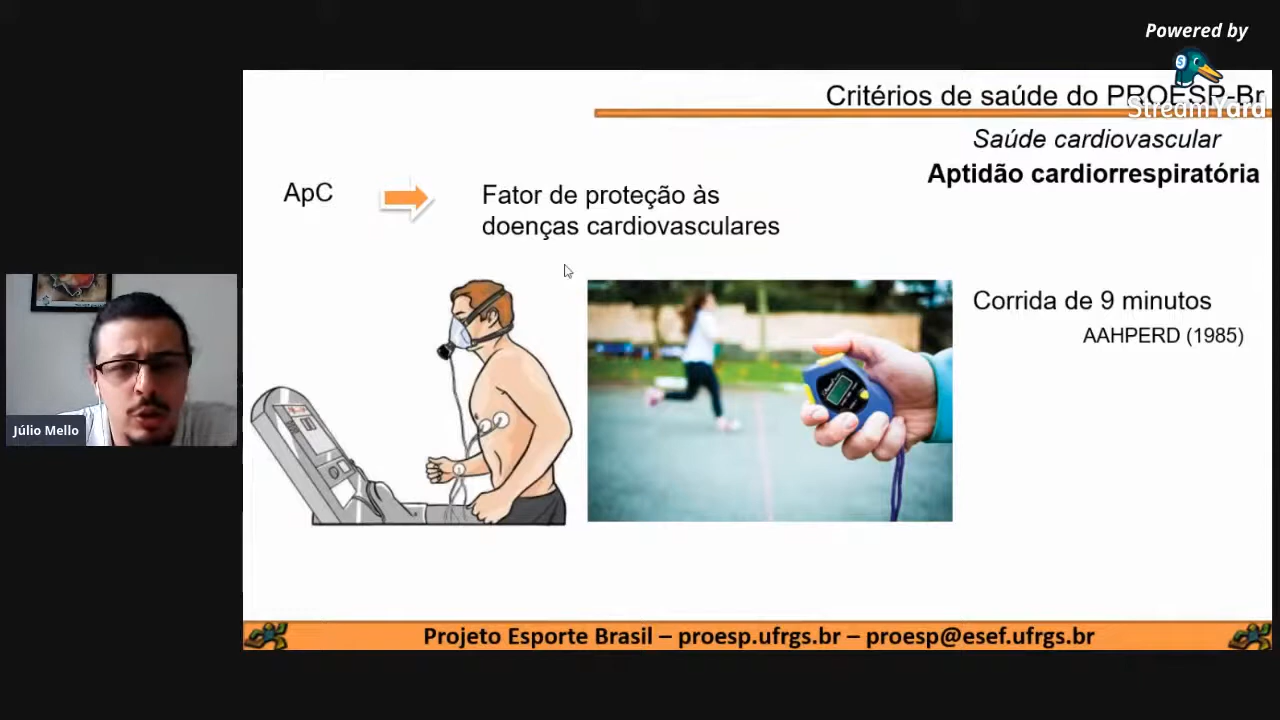 Powered by
StreamYard
Critérios de saúde do PROESP-Br
Saúde cardiovascular
Aptidão cardiorrespiratória
ApC
Fator de proteção às
doenças cardiovasculares
Corrida de 9 minutos
AAHPERD (1985)
Júlio Mello
Projeto Esporte Brasil – proesp.ufrgs.br – proesp@esef.ufrgs.br